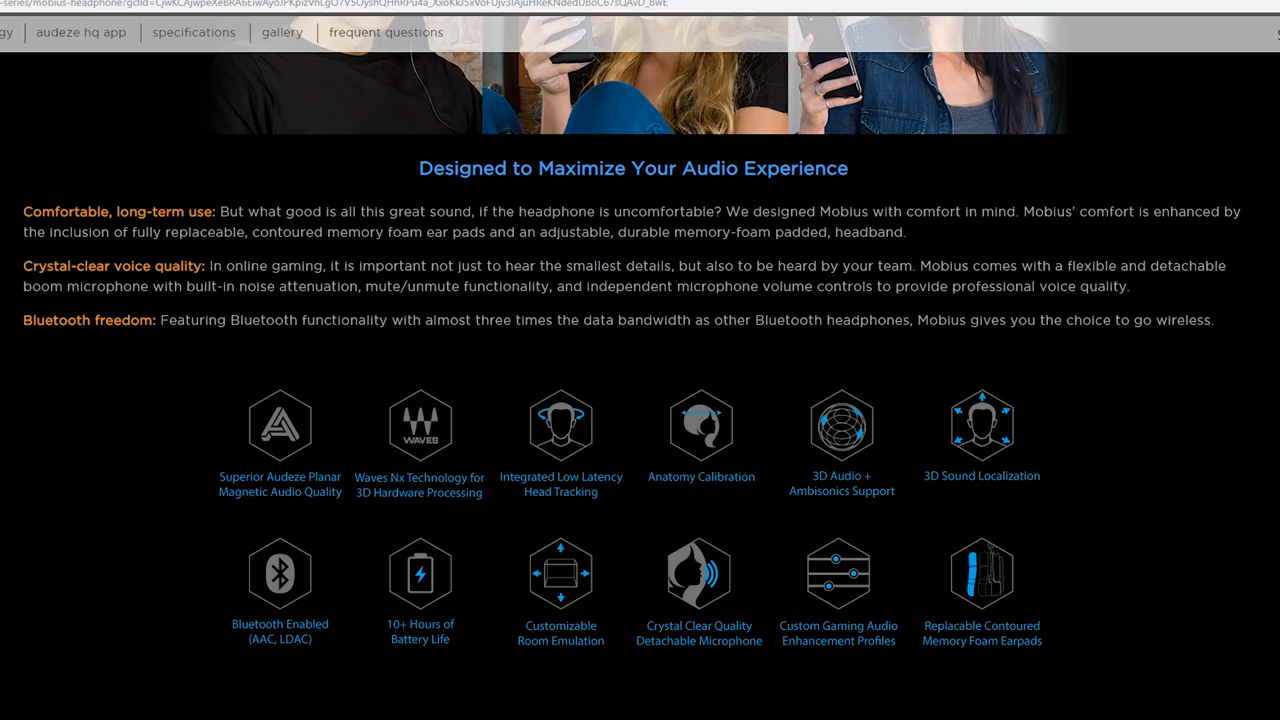 gy
audeze hq app
specifications
gallery
frequent questions
Designed to Maximize Your Audio Experience
Comfortable, long-term use: But what good is all this great sound, if the headphone is uncomfortable? We designed Mobius with comfort in mind. Mobius' comfort is enhanced by
the inclusion of fully replaceable, contoured memory foam ear pads and an adjustable, durable memory-foam padded, headband.
Crystal-clear voice quality: In online gaming, it is important not just to hear the smallest details, but also to be heard by your team. Mobius comes with a flexible and detachable
boom microphone with built-in noise attenuation, mute/unmute functionality, and independent microphone volume controls to provide professional voice quality.
Bluetooth freedom: Featuring Bluetooth functionality with almost three times the data bandwidth as other Bluetooth headphones, Mobius gives you the choice to go wireless.
WAVES
Superior Audeze Planar
Magnetic Audio Quality
Waves Nx Technology for
3D Hardware Processing
Integrated Low Latency
Head Tracking
Anatomy Calibration
3D Audio +
Ambisonics Support
3D Sound Localization
Bluetooth Enabled
(AAC, LDAC)
10+ Hours of
Battery Life
Customizable
Room Emulation
Crystal Clear Quality
Detachable Microphone
Custom Gaming Audio
Enhancement Profiles
Replacable Contoured
Memory Foam Earpads